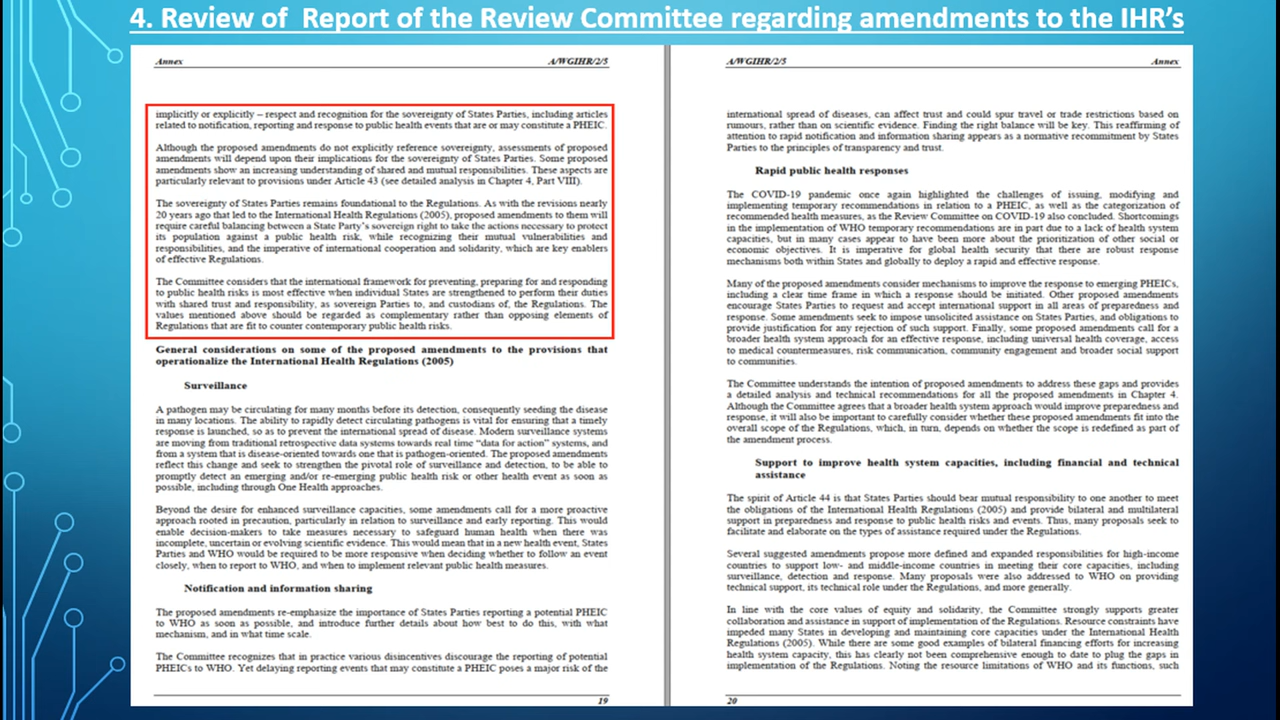 4. Review of  Report of the Review Committee regarding amendments to the IHR's
Annex
A/WGIHR/2/5
implicitly or explicitly – respect and recognition for the sovereignty of States Parties, including articles
related to notification, reporting and response to public health events that are or may constitute a PHEIC.
Although the proposed amendments do not explicitly reference sovereignty, assessments of proposed
amendments will depend upon their implications for the sovereignty of States Parties. Some proposed
amendments show an increasing understanding of shared and mutual responsibilities. These aspects are
particularly relevant to provisions under Article 43 (see detailed analysis in Chapter 4, Part VIII).
The sovereignty of States Parties remains foundational to the Regulations. As with the revisions nearly
20 years ago that led to the International Health Regulations (2005), proposed amendments to them will
require careful balancing between a State Party's sovereign right to take the actions necessary to protect
its population against a public health risk, while recognizing their mutual vulnerabilities and
responsibilities, and the imperative of international cooperation and solidarity, which are key enablers
of effective Regulations.
The Committee considers that the international framework for preventing, preparing for and responding
to public health risks is most effective when individual States are strengthened to perform their duties
with shared trust and responsibility, as sovereign Parties to, and custodians of, the Regulations. The
values mentioned above should be regarded as complementary rather than opposing elements of
Regulations that are fit to counter contemporary public health risks.
General considerations on some of the proposed amendments to the provisions that
operationalize the International Health Regulations (2005)
Surveillance
A pathogen may be circulating for many months before its detection, consequently seeding the disease
in many locations. The ability to rapidly detect circulating pathogens is vital for ensuring that a timely
response is launched, so as to prevent the international spread of disease. Modern surveillance systems
are moving from traditional retrospective data systems towards real time "data for action" systems, and
from a system that is disease-oriented towards one that is pathogen-oriented. The proposed amendments
reflect this change and seek to strengthen the pivotal role of surveillance and detection, to be able to
promptly detect an emerging and/or re-emerging public health risk or other health event as soon as
possible, including through One Health approaches.
Beyond the desire for enhanced surveillance capacities, some amendments call for a more proactive
approach rooted in precaution, particularly in relation to surveillance and early reporting. This would
enable decision-makers to take measures necessary to safeguard human health when there was
incomplete, uncertain or evolving scientific evidence. This would mean that in a new health event, States
Parties and WHO would be required to be more responsive when deciding whether to follow an event
closely, when to report to WHO, and when to implement relevant public health measures.
Notification and information sharing
The proposed amendments re-emphasize the importance of States Parties reporting a potential PHEIC
to WHO as soon as possible, and introduce further details about how best to do this, with what
mechanism, and in what time scale.
The Committee recognizes that in practice various disincentives discourage the reporting of potential
PHEICs to WHO. Yet delaying reporting events that may constitute a PHEIC poses a major risk of the
19
A/WGIHR/2/5
Annex
international spread of diseases, can affect trust and could spur travel or trade restrictions based on
rumours, rather than on scientific evidence. Finding the right balance will be key. This reaffirming of
attention to rapid notification and information sharing appears as a normative recommitment by States
Parties to the principles of transparency and trust.
Rapid public health responses
The COVID-19 pandemic once again highlighted the challenges of issuing, modifying and
implementing temporary recommendations in relation to a PHEIC, as well as the categorization of
recommended health measures, as the Review Committee on COVID-19 also concluded. Shortcomings
in the implementation of WHO temporary recommendations are in part due to a lack of health system
capacities, but in many cases appear to have been more about the prioritization of other social or
economic objectives. It is imperative for global health security that there are robust response
mechanisms both within States and globally to deploy a rapid and effective response.
Many of the proposed amendments consider mechanisms to improve the response to emerging PHEICs,
including a clear time frame in which a response should be initiated. Other proposed amendments
encourage States Parties to request and accept international support in all areas of preparedness and
response. Some amendments seek to impose unsolicited assistance on States Parties, and obligations to
provide justification for any rejection of such support. Finally, some proposed amendments call for a
broader health system approach for an effective response, including universal health coverage, access
to medical countermeasures, risk communication, community engagement and broader social support
to communities.
The Committee understands the intention of proposed amendments to address these gaps and provides
a detailed analysis and technical recommendations for all the proposed amendments in Chapter 4.
Although the Committee agrees that a broader health system approach would improve preparedness and
response, it will also be important to carefully consider whether these proposed amendments fit into the
overall scope of the Regulations, which, in turn, depends on whether the scope is redefined as part of
the amendment process.
Support to improve health system capacities, including financial and technical
assistance
The spirit of Article 44 is that States Parties should bear mutual responsibility to one another to meet
the obligations of the International Health Regulations (2005) and provide bilateral and multilateral
support in preparedness and response to public health risks and events. Thus, many proposals seek to
facilitate and elaborate on the types of assistance required under the Regulations.
Several suggested amendments propose more defined and expanded responsibilities for high-income
countries to support low- and middle-income countries in meeting their core capacities, including
surveillance, detection and response. Many proposals were also addressed to WHO on providing
technical support, its technical role under the Regulations, and more generally.
In line with the core values of equity and solidarity, the Committee strongly supports greater
collaboration and assistance in support of implementation of the Regulations. Resource constraints have
impeded many States in developing and maintaining core capacities under the International Health
Regulations (2005). While there are some good examples of bilateral financing efforts for increasing
health system capacity, this has clearly not been comprehensive enough to date to plug the gaps in
implementation of the Regulations. Noting the resource limitations of WHO and its functions, such
20